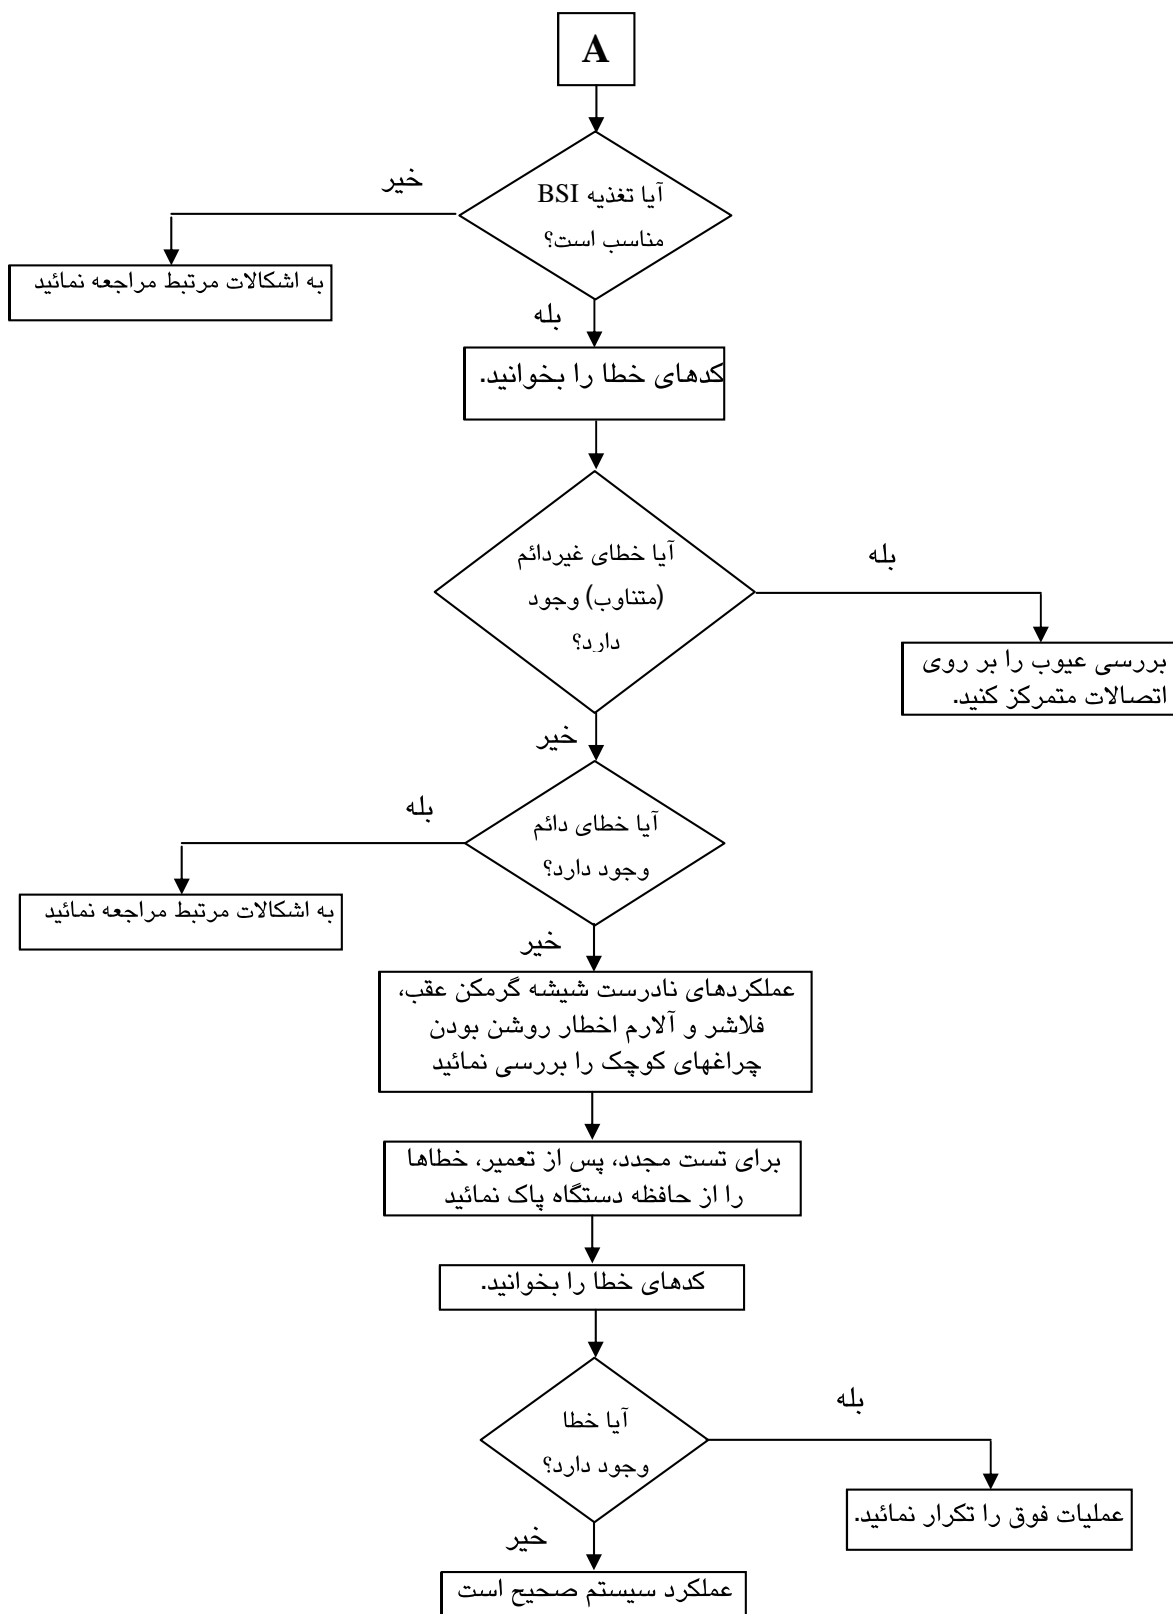 A
آیا تغذیه BSI
مناسب است؟
خیر
به اشکالات مرتبط مراجعه نمائید
بله
کدهای خطا را بخوانید.
آیا خطای غیردائم
(متناوب) وجود
دارد؟
بله
بررسی عیوب را بر روی
اتصالات متمرکز کنید.
خیر
آیا خطای دائم
وجود دارد؟
بله
به اشکالات مرتبط مراجعه نمائید
خیر
عملکردهای نادرست شیشه گرمکن عقب،
فلاشر و آلارم اخطار روشن بودن
چراغهای کوچک را بررسی نمائید
برای تست مجدد، پس از تعمیر، خطاها
را از حافظه دستگاه پاک نمائید
کدهای خطا را بخوانید.
آیا خطا
وجود دارد؟
بله
عملیات فوق را تکرار نمائید.
خیر
عملکرد سیستم صحیح است